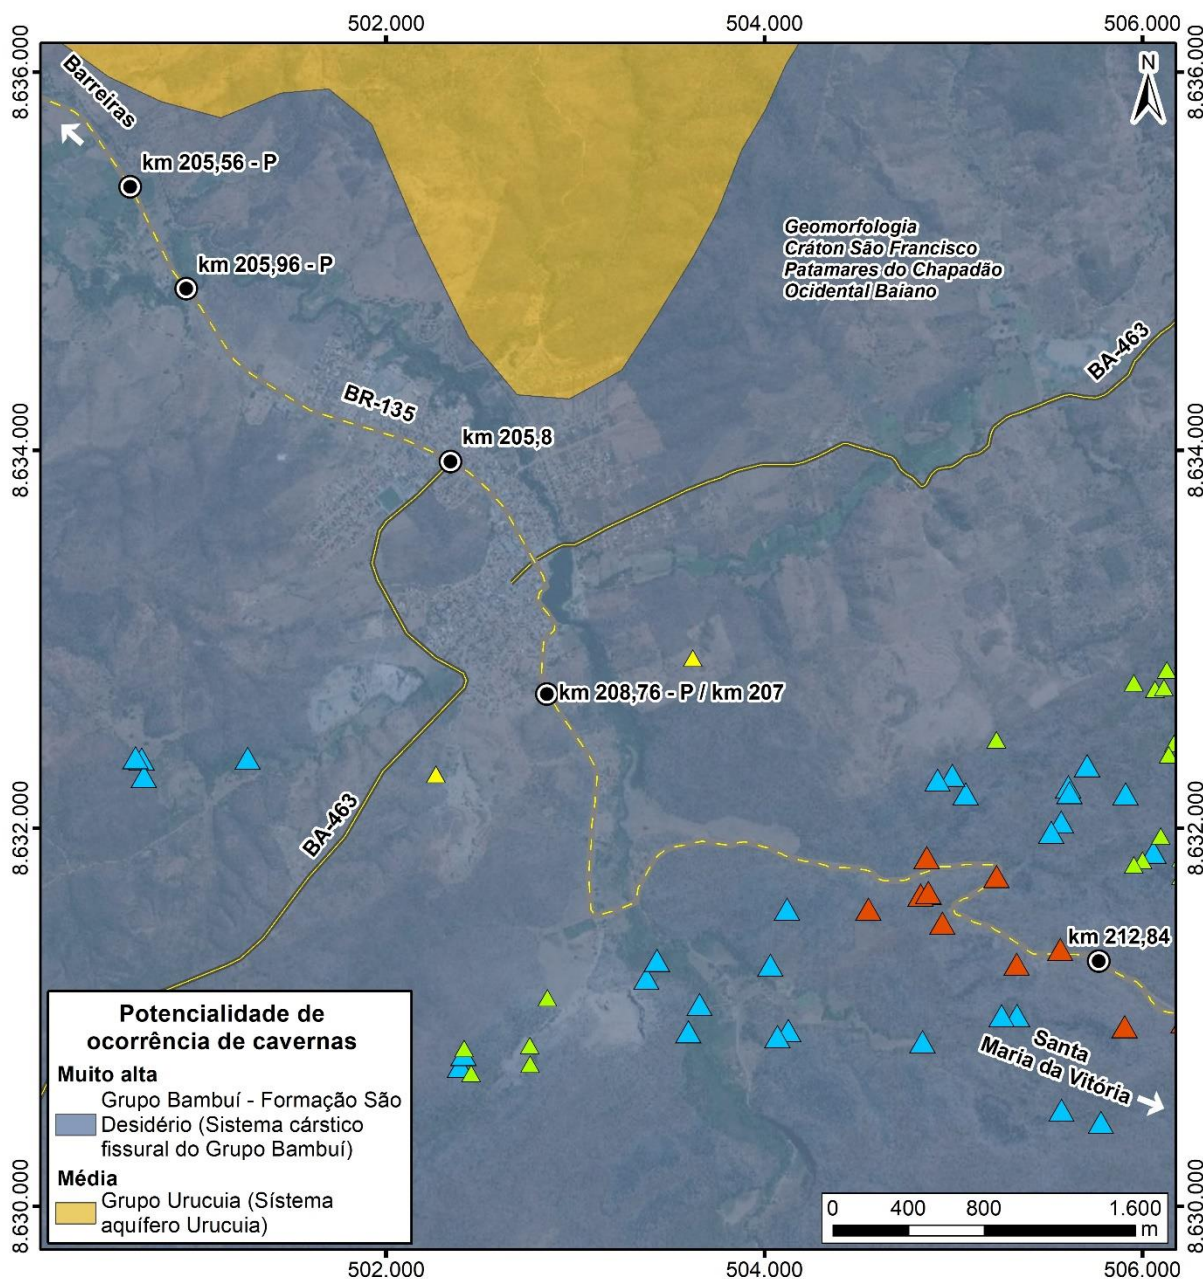 502.000
504.000
506.000
8.636.000
8.636.000
N
Barreiras
km 205,56 - P
km 205,96 - P
Geomorfologia
Cráton São Francisco
Patamares do Chapadão
Ocidental Baiano
BA-463
BR-135
km 205,8
8.634.000
8.634.000
km 208,76 - P / km 207
BA-463
8.632.000
8.632.000
km 212,84
Santa
Maria da Vitória
Potencialidade de
ocorrência de cavernas
Muito alta
Grupo Bambuí - Formação São
Desidério (Sistema cárstico
fissural do Grupo Bambuí)
Média
Grupo Urucuia (Sístema
aquífero Urucuia)
8.630.000
8.630.000
0 400 800 1.600
m
502.000
504.000
506.000